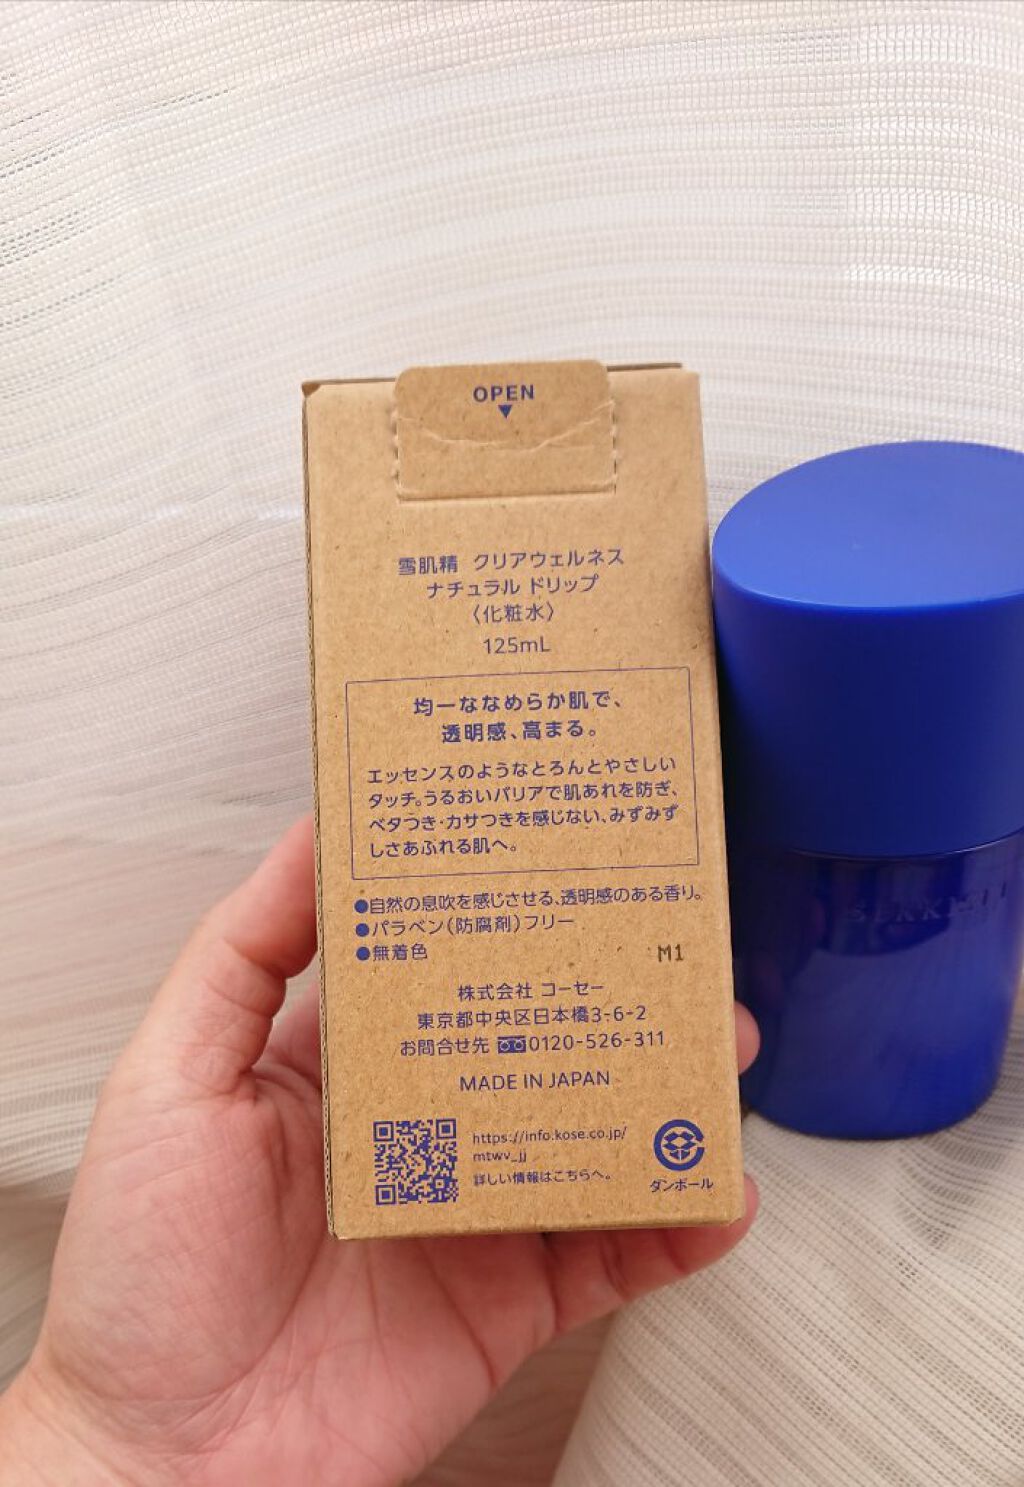 OPEN
▼
雪肌精 クリアウェルネス
ナチュラル ドリップ
〈化粧水〉
125mL
均一ななめらか肌で、
透明感、高まる。
エッセンスのようなとろんとやさしい
タッチ。うるおいバリアで肌あれを防ぎ、
ベタつき・カサつきを感じない、みずみず
しさあふれる肌へ。
●自然の息吹を感じさせる、透明感のある香り。
●パラベン(防腐剤)フリー
●無着色
M1
株式会社 コーセー
東京都中央区日本橋3-6-2
お問合せ先 0120-526-311
MADE IN JAPAN
https://info.kose.co.jp/
mtwv_jj
詳しい情報はこちらへ。
ダンボール